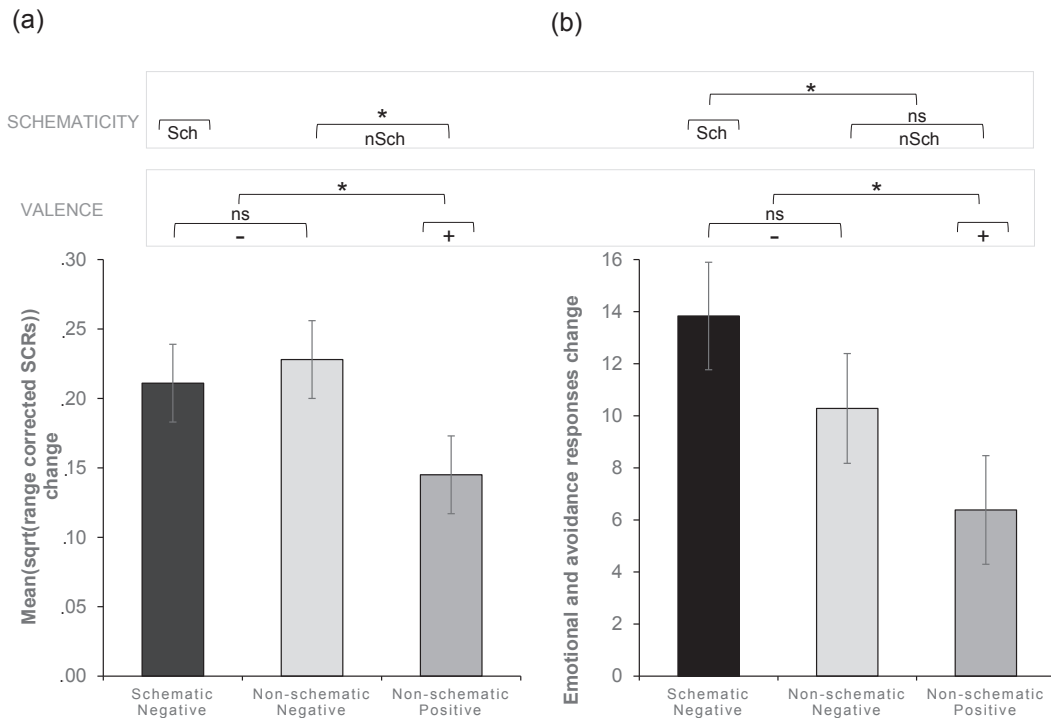 (a)
(b)
SCHEMATICITY
Sch
*
nSch
*
Sch
ns
nSch
VALENCE
*
ns
-
+
*
ns
-
+
Mean(sqrt(range corrected SCRs))
change
.30
.25
.20
.15
.10
.05
.00
Schematic
Negative
Non-schematic
Negative
Non-schematic
Positive
Emotional and avoidance responses change
16
14
12
10
8
6
4
2
0
Schematic
Negative
Non-schematic
Negative
Non-schematic
Positive